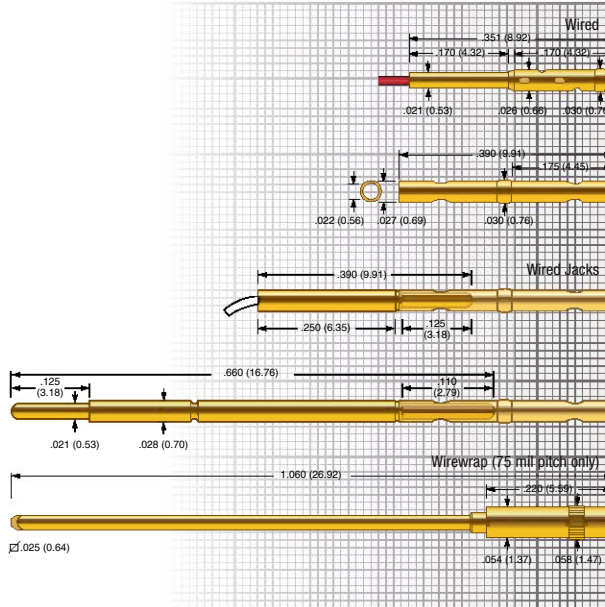 Wired
.351 (8.92)
.170 (4.32) .170 (4.32)
.021 (0.53) .026 (0.66) .030 (0.76
.390 (9.91)
.175 (4.45)
.022 (0.56) .027 (0.69) .030 (0.76)
Wired Jacks
.390 (9.91)
.250 (6.35) .125
(3.18)
.660 (16.76)
.125
(3.18)
.110
(2.79)
.021 (0.53) .028 (0.70)
Wirewrap (75 mil pitch only)
1.060 (26.92)
.220 (5.59)
.025 (0.64)
.054 (1.37) .058 (1.47)